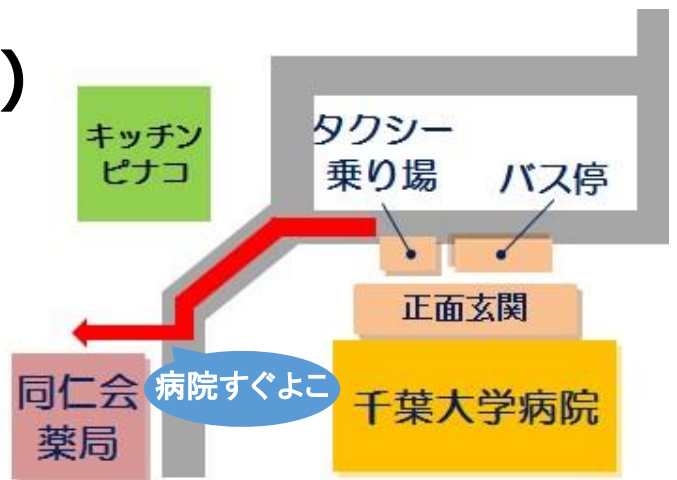 )
キッチン
ピナコ
タクシー
乗り場
バス停
正面玄関
病院すぐよこ
同仁会
薬局
千葉大学病院